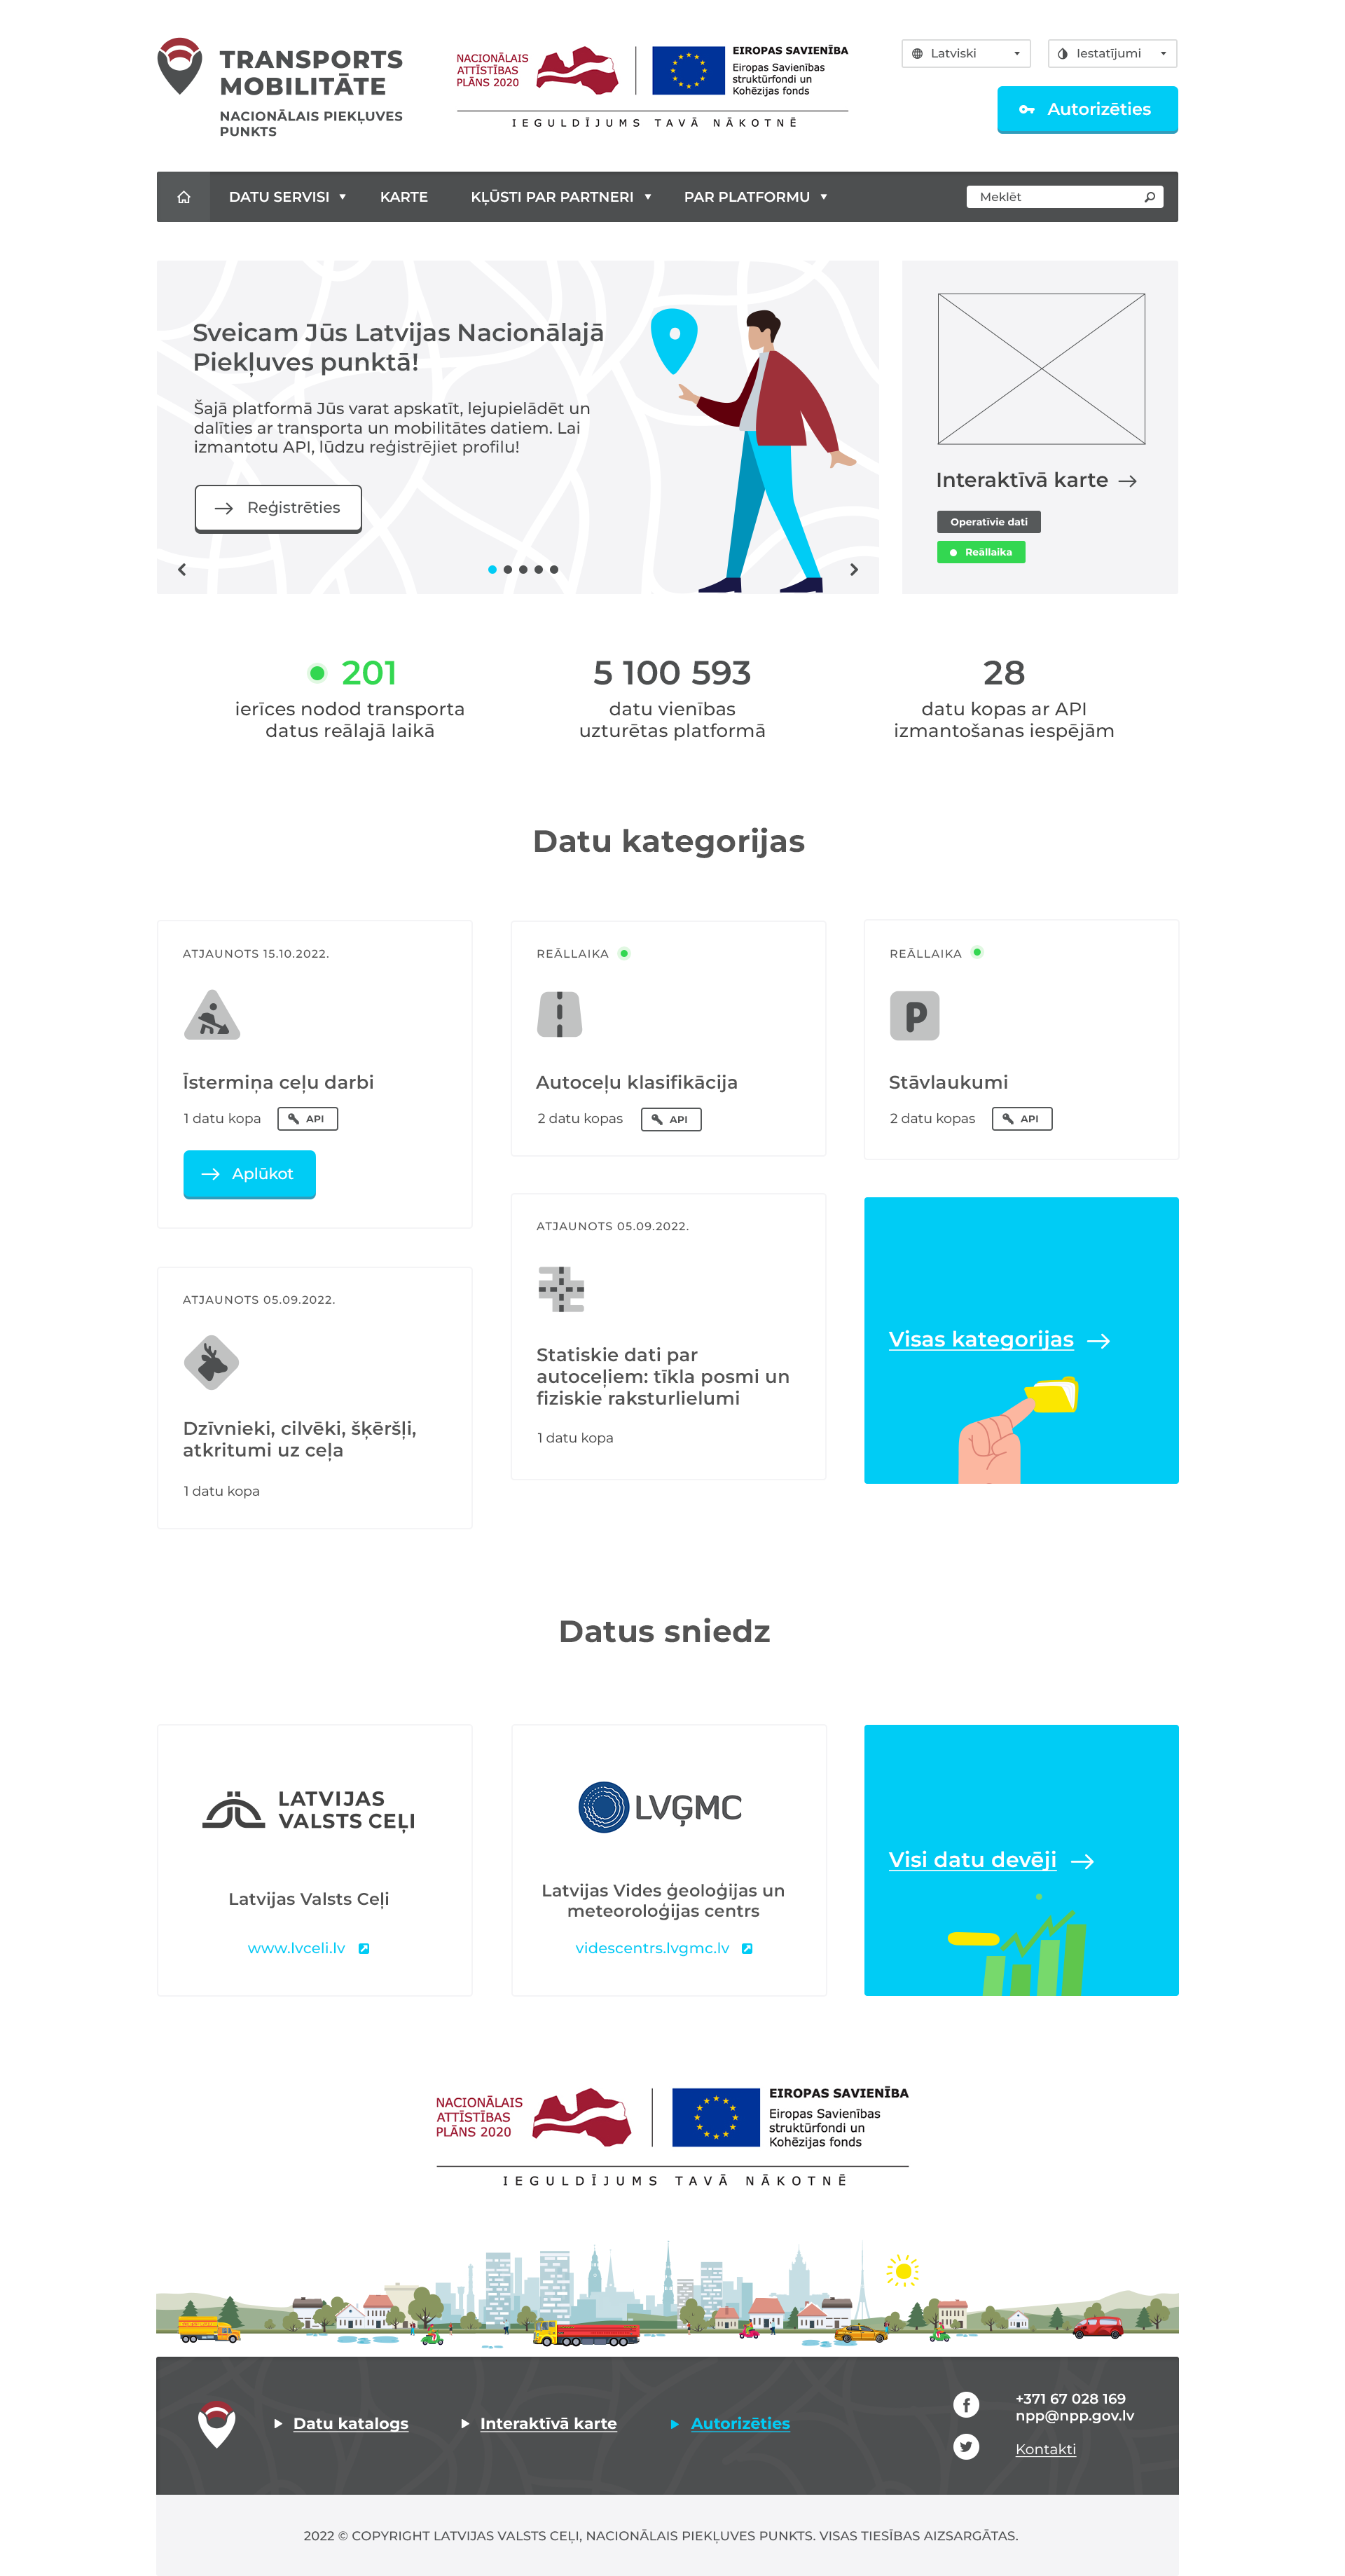 TRANSPORTS
MOBILITĀTE
NACIONĀLAIS PIEKĻUVES
PUNKTS
NACIONĀLAIS
ATTĪSTĪBAS
PLĀNS 2020
EIROPAS SAVIENĪBA
Eiropas Savienības
struktūrfondi un
Kohēzijas fonds
IEGULDĪJUMS TAVĀ NĀKOTNĒ
Latviski
Iestatījumi
Autorizēties
DATU SERVISI
KARTE
KĻŪSTI PAR PARTNERI
PAR PLATFORMU
Meklēt
Sveicam Jūs Latvijas Nacionālajā
Piekļuves punktā!
Šajā platformā Jūs varat apskatīt, lejupielādēt un
dalīties ar transporta un mobilitātes datiem. Lai
izmantotu API, lūdzu reģistrējiet profilu!
Reģistrēties
Interaktīvā karte
Operatīvie dati
Reāllaika
201
ierīces nodod transporta
datus reālajā laikā
5 100 593
datu vienības
uzturētas platformā
28
datu kopas ar API
izmantošanas iespējām
Datu kategorijas
ATJAUNOTS 15.10.2022.
Īstermiņa ceļu darbi
1 datu kopa
API
Aplūkot
REĀLLAIKA
Autoceļu klasifikācija
2 datu kopas
API
REĀLLAIKA
P
Stāvlaukumi
2 datu kopas
API
ATJAUNOTS 05.09.2022.
Dzīvnieki, cilvēki, šķēršļi,
atkritumi uz ceļa
1 datu kopa
ATJAUNOTS 05.09.2022.
Statiskie dati par
autoceļiem: tīkla posmi un
fiziskie raksturlielumi
1 datu kopa
Visas kategorijas
Datus sniedz
LATVIJAS
VALSTS CEĻI
Latvijas Valsts Ceļi
www.lvceli.lv
LVĢMC
Latvijas Vides ģeoloģijas un
meteoroloģijas centrs
videscentrs.lvgmc.lv
Visi datu devēji
NACIONĀLAIS
ATTĪSTĪBAS
PLĀNS 2020
EIROPAS SAVIENĪBA
Eiropas Savienības
struktūrfondi un
Kohēzijas fonds
IEGULDĪJUMS TAVĀ NĀKOTNĒ
Datu katalogs
Interaktīvā karte
Autorizēties
+371 67 028 169
npp@npp.gov.lv
Kontakti
2022 © COPYRIGHT LATVIJAS VALSTS CEĻI, NACIONĀLAIS PIEKĻUVES PUNKTS. VISAS TIESĪBAS AIZSARGĀTAS.